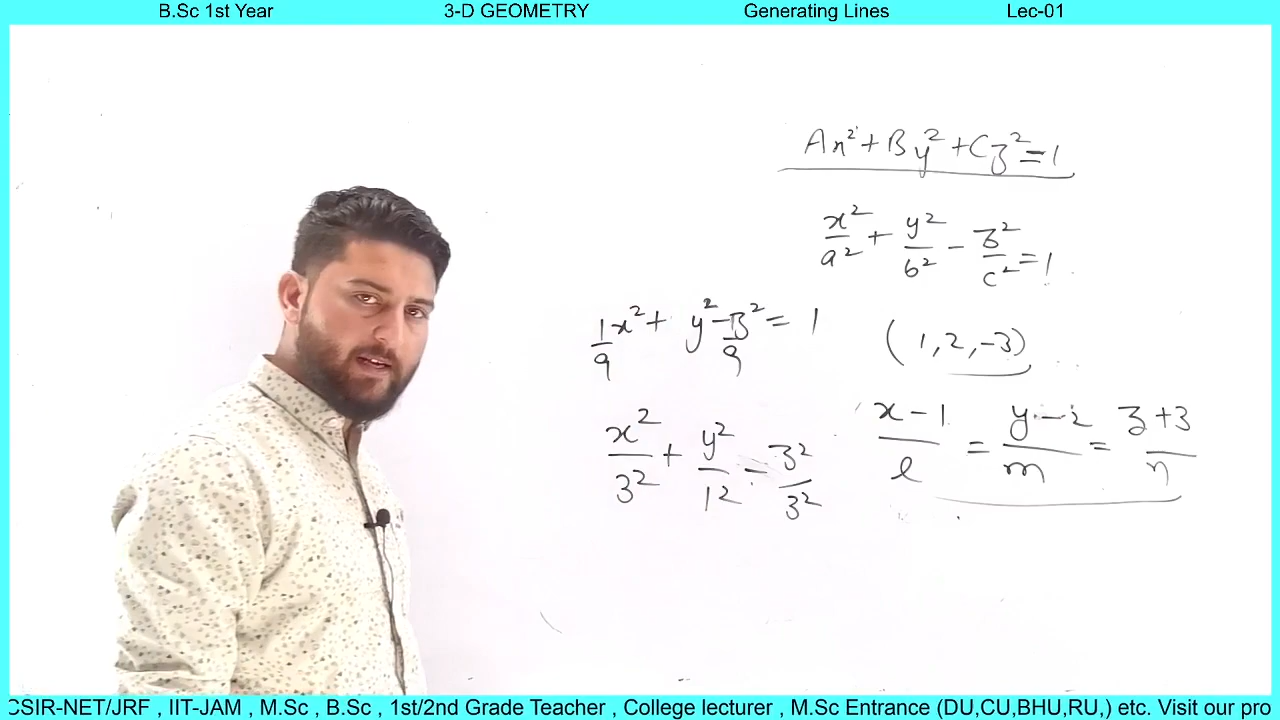 B.Sc 1st Year 3-D GEOMETRY Generating Lines Lec-01
Ax²+By²+Cz²=1
x²/a² + y²/b² - z²/c² = 1
1/9 x² + y² - z²/9 = 1
(1,2,-3)
x²/3² + y²/1² - z²/3²
x-1/l = y-2/m = z+3/n
CSIR-NET/JRF , IIT-JAM , M.Sc , B.Sc , 1st/2nd Grade Teacher , College lecturer , M.Sc Entrance (DU,CU,BHU,RU,) etc. Visit our pro